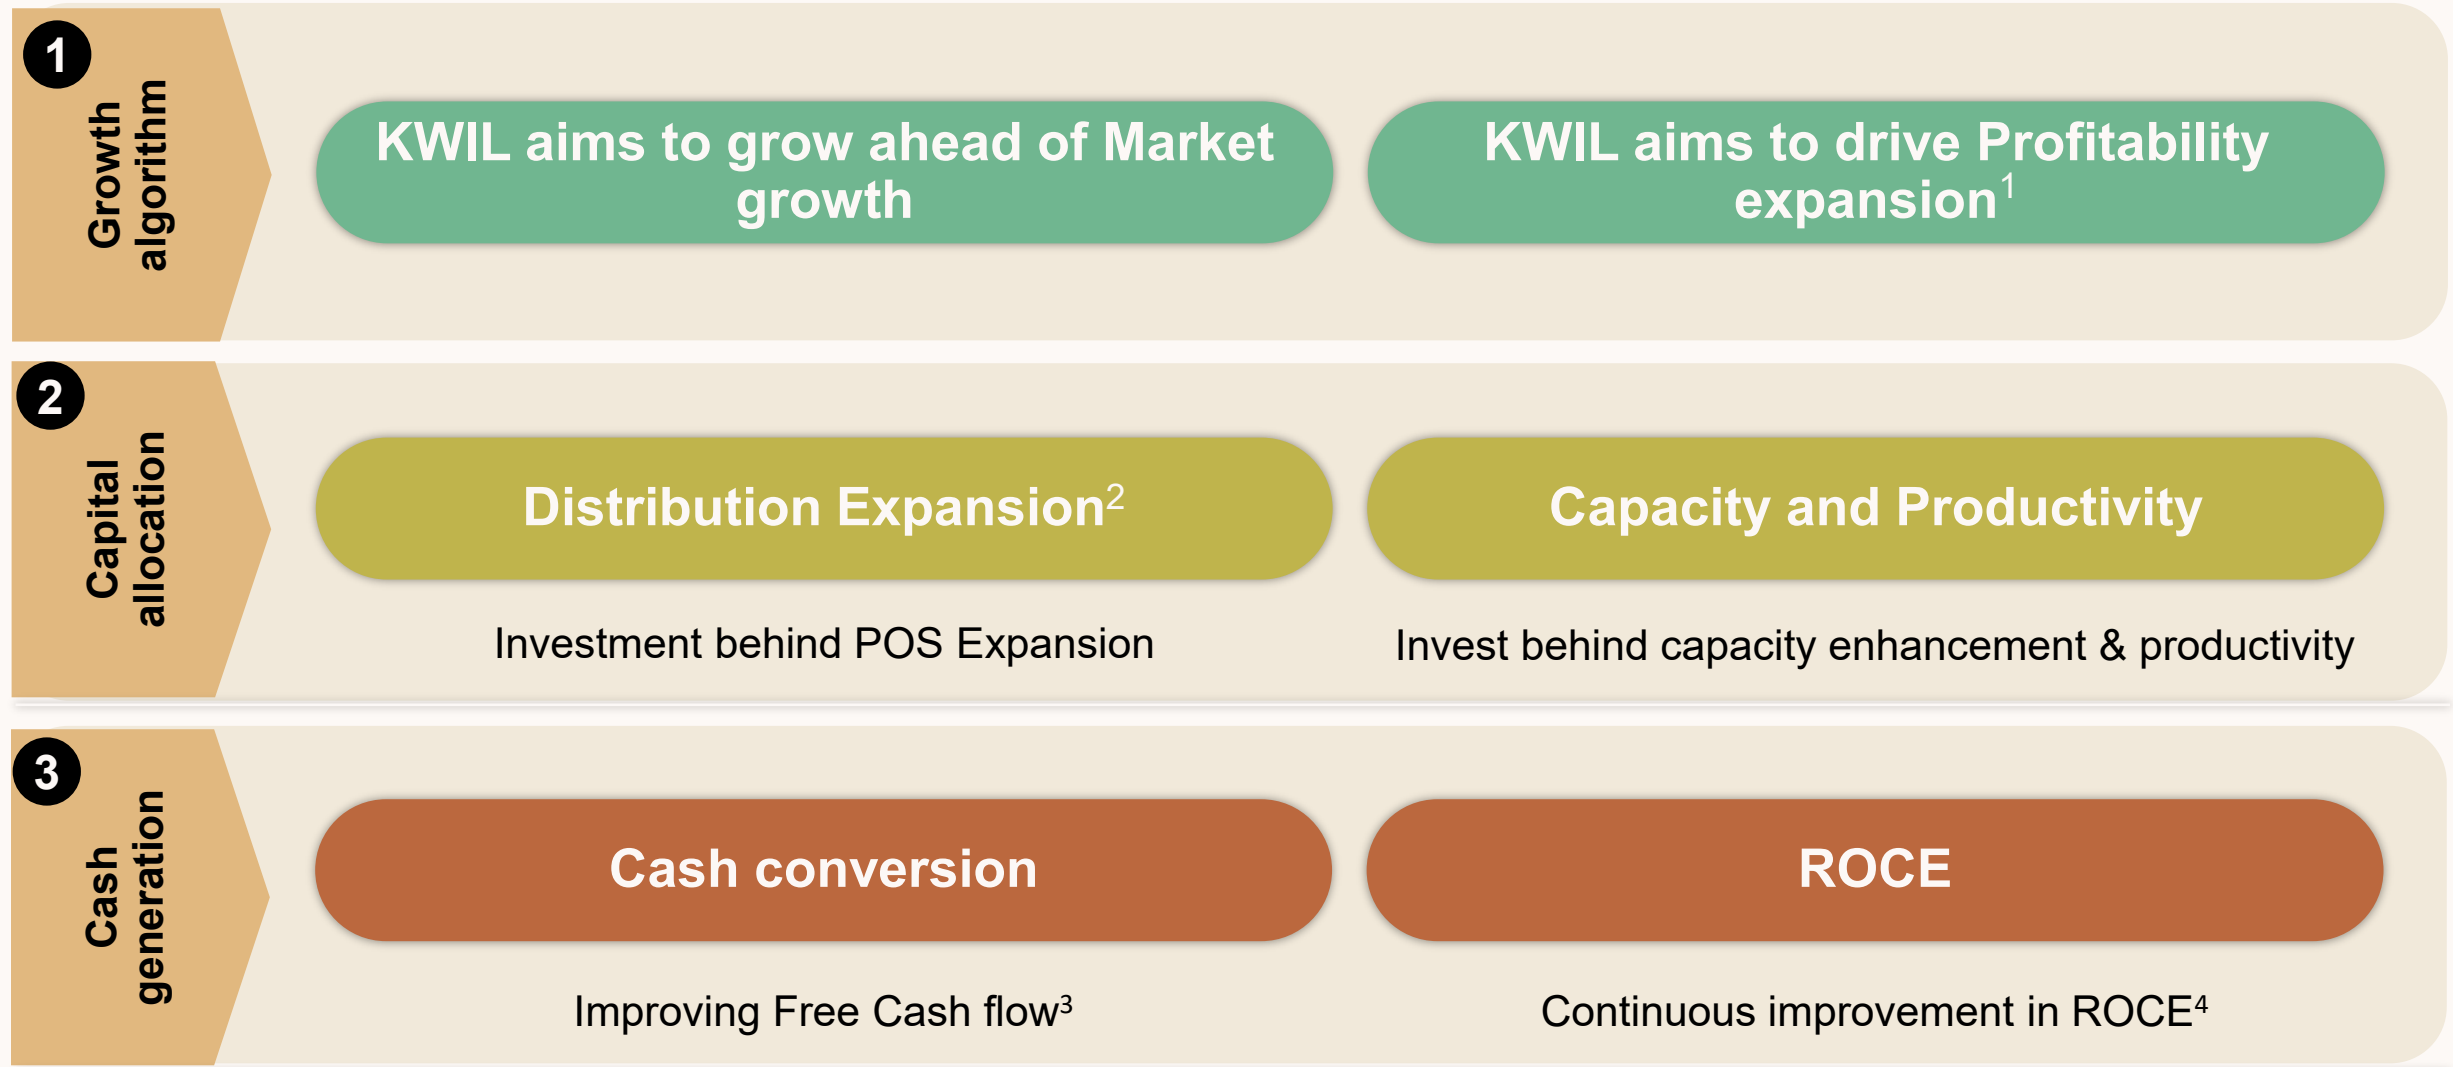 1
Growth
algorithm
KWIL aims to grow ahead of Market
growth
KWIL aims to drive Profitability
expansion¹
2
Capital
allocation
Distribution Expansion²
Capacity and Productivity
Investment behind POS Expansion
Invest behind capacity enhancement & productivity
3
Cash
generation
Cash conversion
ROCE
Improving Free Cash flow³
Continuous improvement in ROCE⁴